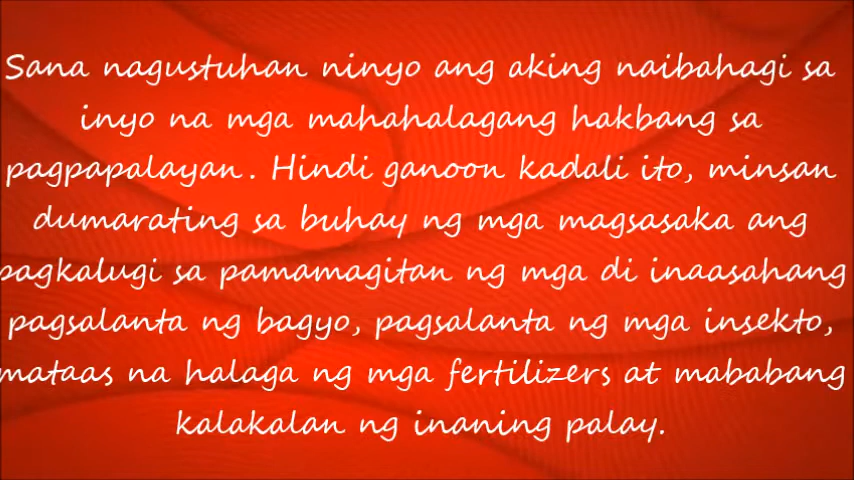 Sana nagustuhan ninyo ang aking naibahagi sa
inyo na mga mahahalagang hakbang sa
pagpapalayan. Hindi ganoon kadali ito, minsan
dumarating sa buhay ng mga magsasaka ang
pagkalugi sa pamamagitan ng mga di inaasahang
pagsalanta ng bagyo, pagsalanta ng mga insekto,
mataas na halaga ng mga fertilizers at mababang
kalakalan ng inaning palay.